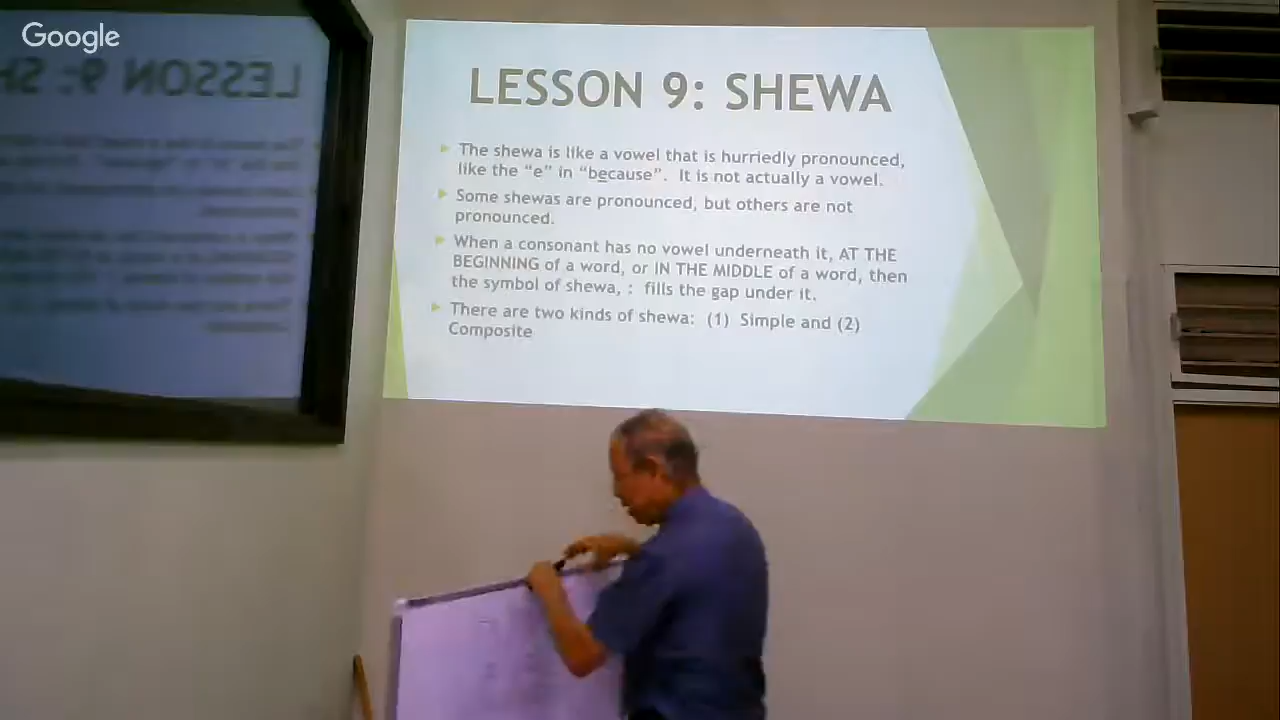 Google
LESSON 9: SHEWA
LESSON 9: SH
The shewa is like a vowel that is hurriedly pronounced,
like the "e" in "because". It is not actually a vowel.
Some shewas are pronounced, but others are not
pronounced.
When a consonant has no vowel underneath it, AT THE
BEGINNING of a word, or IN THE MIDDLE of a word, then
the symbol of shewa, : fills the gap under it.
There are two kinds of shewa: (1) Simple and (2)
Composite